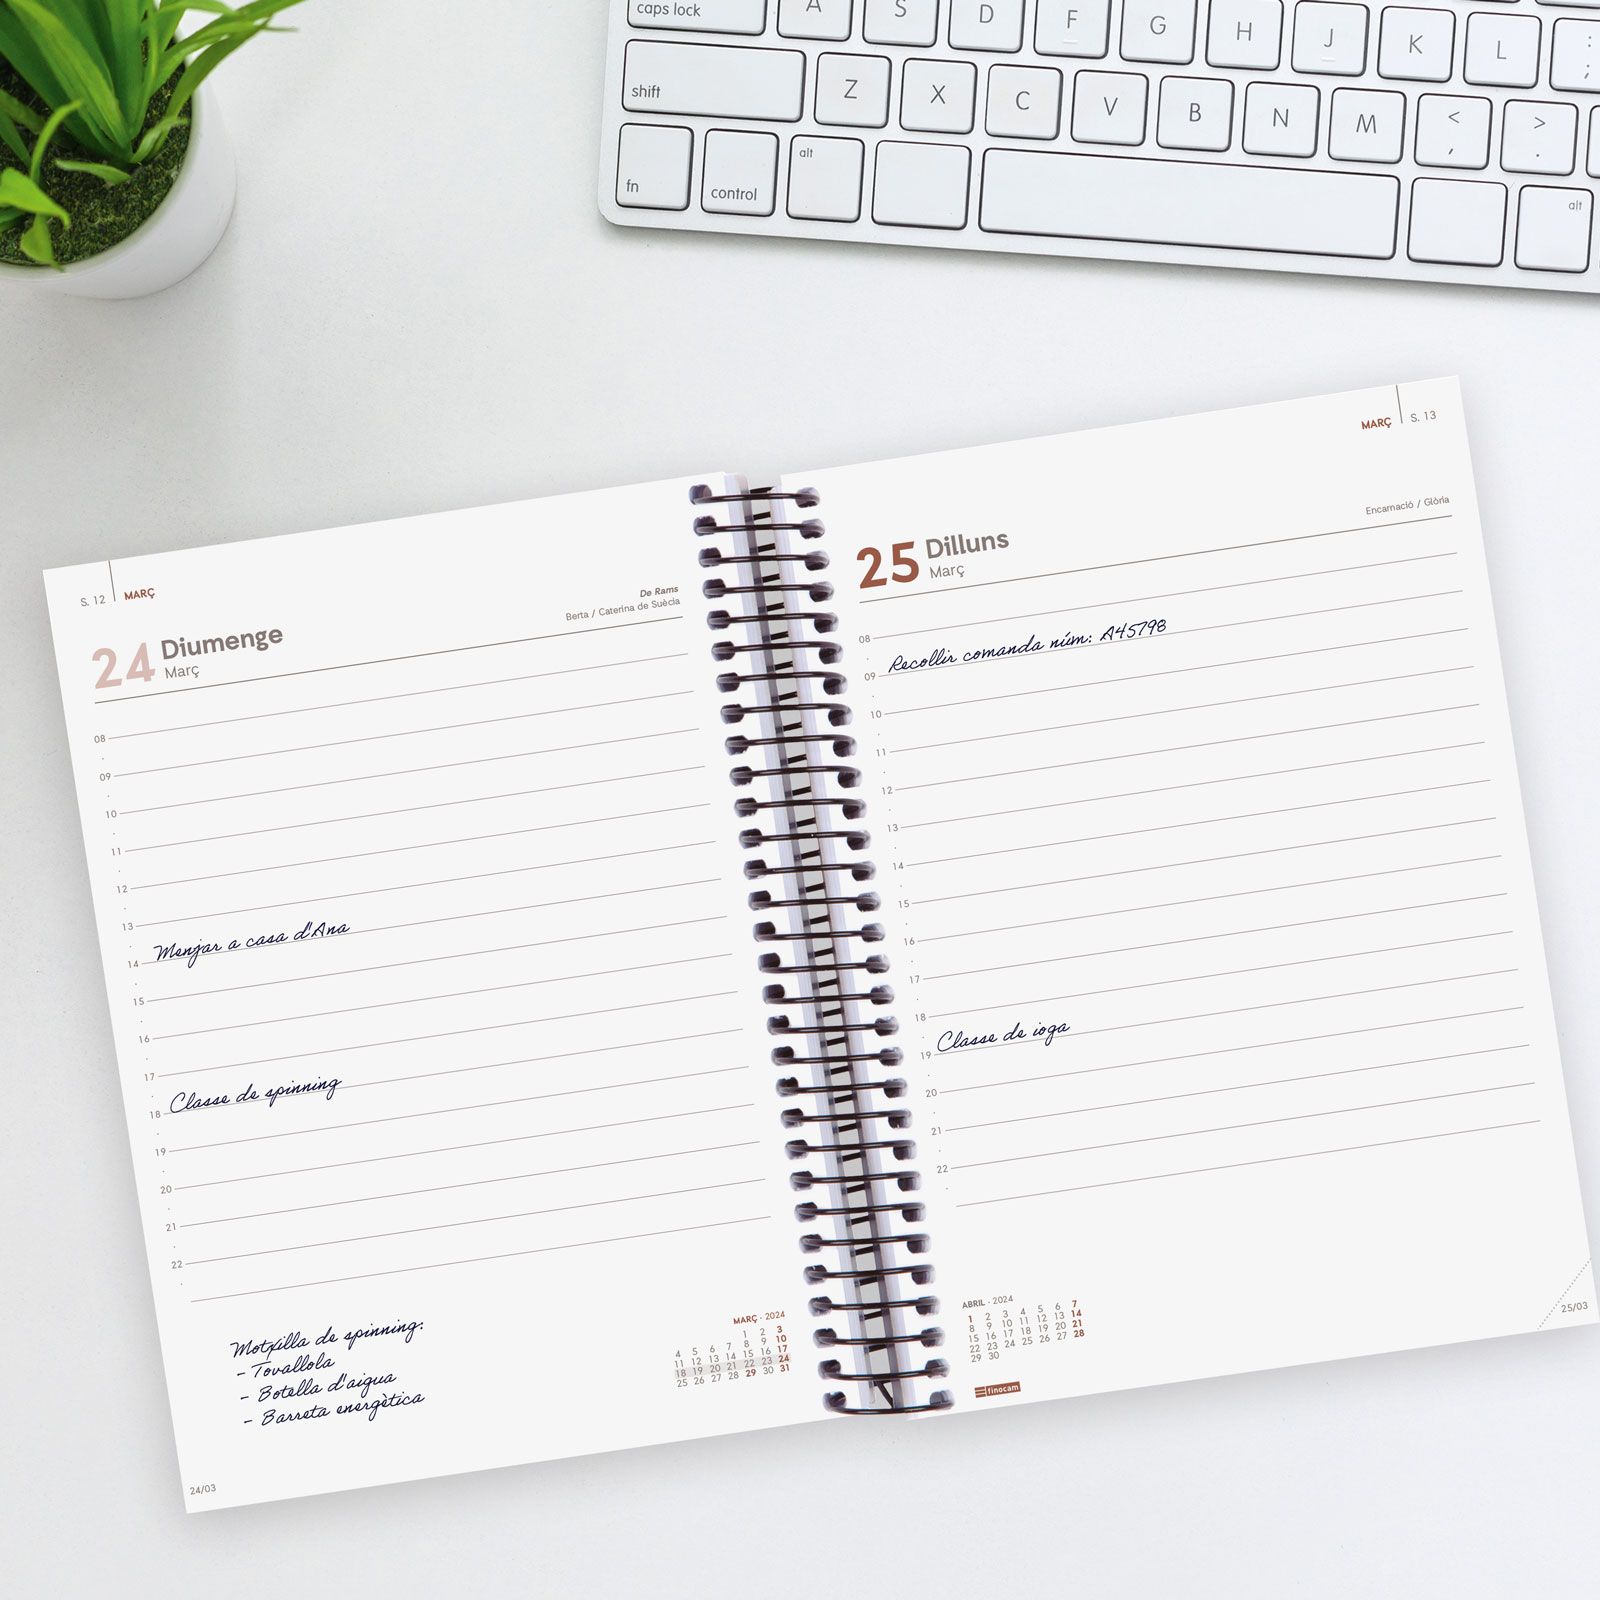 caps lock
A
S
D
F
G
H
J
K
L
:
;
shift
Z
X
C
V
B
N
M
<
,
>
.
fn
control
alt
alt
S. 12 MARÇ
De Rams
Berta / Caterina de Suècia
24 Diumenge
Març
08
09
10
11
12
13
Menjar a casa d'Ana
14
15
16
17
Classe de spinning
18
19
20
21
22
Motxilla de spinning:
- Tovallola
- Botella d'aigua
- Barreta energètica
MARÇ · 2024
1 2 3
4 5 6 7 8 9 10
11 12 13 14 15 16 17
18 19 20 21 22 23 24
25 26 27 28 29 30 31
24/03
MARÇ S. 13
Encarnació / Glòria
25 Dilluns
Març
08
Recollir comanda núm: A45798
09
10
11
12
13
14
15
16
17
18
Classe de ioga
19
20
21
22
ABRIL · 2024
1 2 3 4 5 6 7
8 9 10 11 12 13 14
15 16 17 18 19 20 21
22 23 24 25 26 27 28
29 30
finocam
25/03